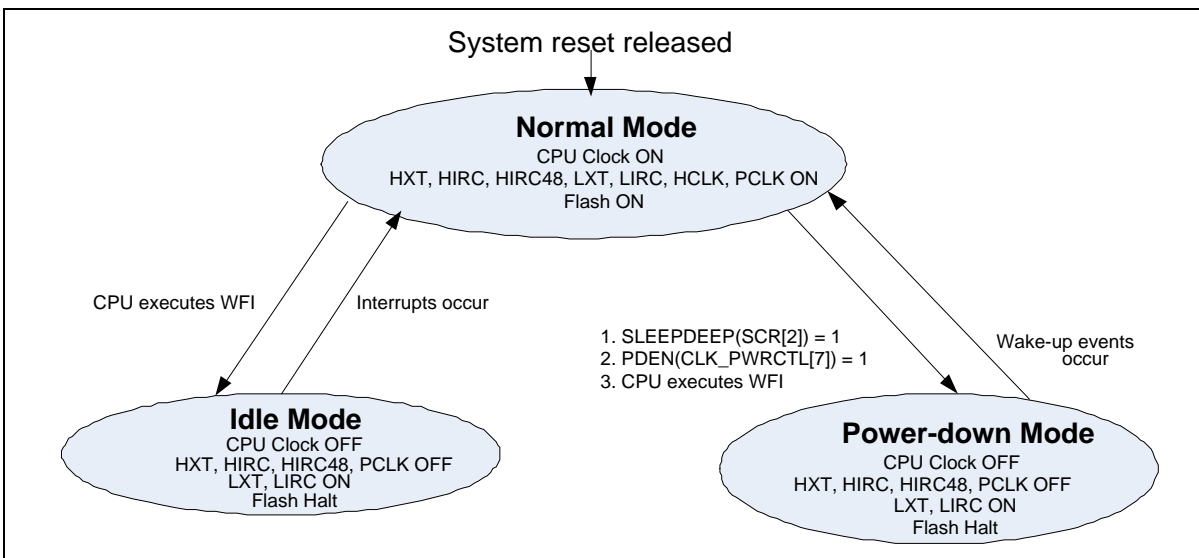 System reset released
Normal Mode
CPU Clock ON
HXT, HIRC, HIRC48, LXT, LIRC, HCLK, PCLK ON
Flash ON
CPU executes WFI
Interrupts occur
1. SLEEPDEEP(SCR[2]) = 1
2. PDEN(CLK_PWRCTL[7]) = 1
3. CPU executes WFI
Wake-up events
occur
Idle Mode
CPU Clock OFF
HXT, HIRC, HIRC48, PCLK OFF
LXT, LIRC ON
Flash Halt
Power-down Mode
CPU Clock OFF
HXT, HIRC, HIRC48, PCLK OFF
LXT, LIRC ON
Flash Halt